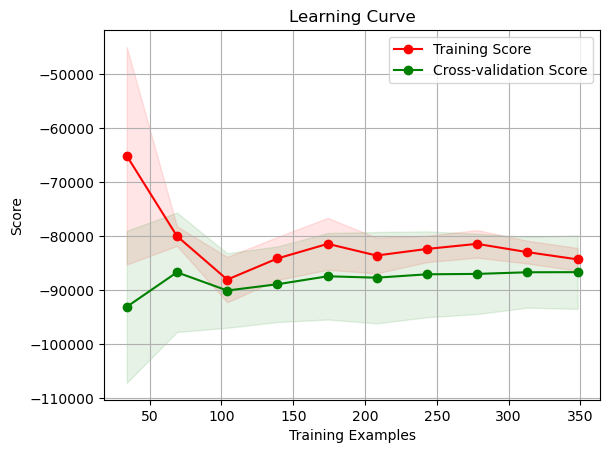 Learning Curve
Training Score
Cross-validation Score
−50000
−60000
−70000
−80000
−90000
−100000
−110000
Score
50 100 150 200 250 300 350
Training Examples